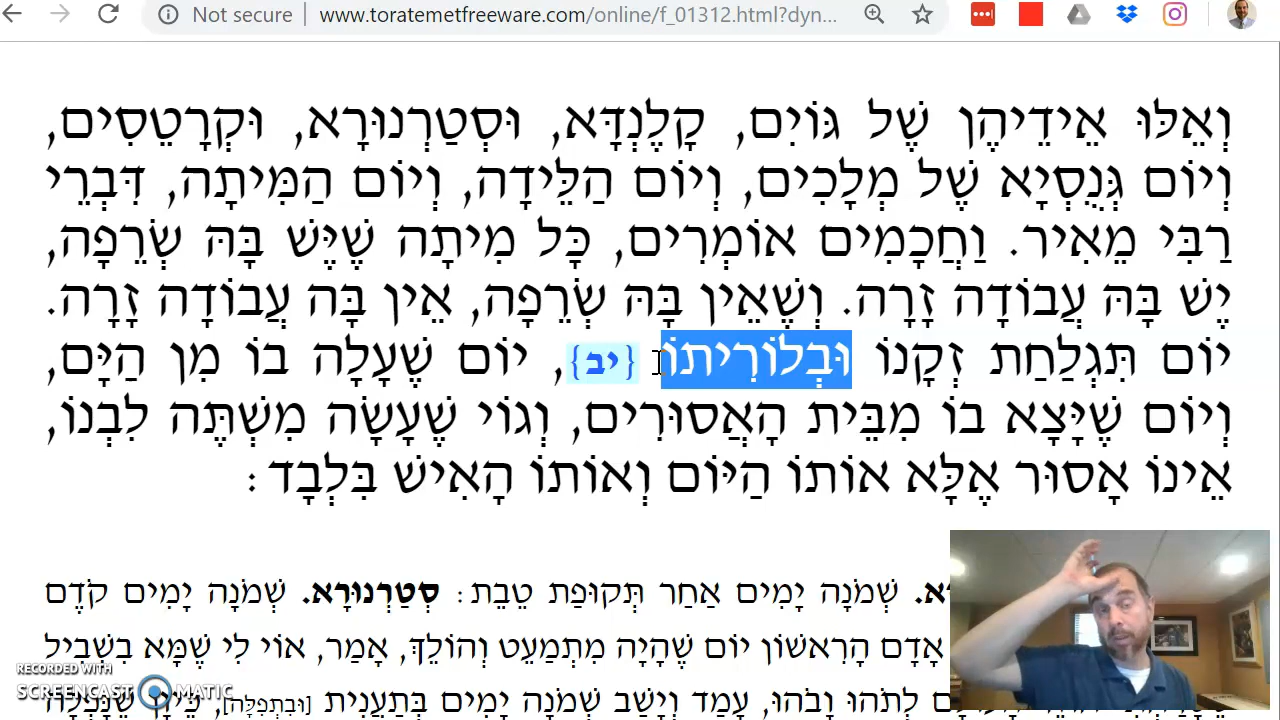 Not secure | www.toratemetfreeware.com/online/f_01312.html?dyn...
וְאֵלּוּ אֵידֵיהֶן שֶׁל גּוֹיִם, קָלֶנְדָּא, וּסְטַרְנוּרָא, וּקְרָטֵסִים,
וְיוֹם גְּנֻסְיָא שֶׁל מְלָכִים, וְיוֹם הַלֵּידָה, וְיוֹם הַמִּיתָה, דִּבְרֵי
רַבִּי מֵאִיר. וַחֲכָמִים אוֹמְרִים, כָּל מִיתָה שֶׁיֶּשׁ בָּהּ שְׂרֵפָה,
יֶשׁ בָּהּ עֲבוֹדָה זָרָה. וְשֶׁאֵין בָּהּ שְׂרֵפָה, אֵין בָּה עֲבוֹדָה זָרָה.
יוֹם תִּגְלַחַת זְקָנוֹ וּבְלוֹרִיתוֹ {יב}, יוֹם שֶׁעָלָה בוֹ מִן הַיָּם,
וְיוֹם שֶׁיָּצָא בוֹ מִבֵּית הָאֲסוּרִים, וְגוֹי שֶׁעָשָׂה מִשְׁתֶּה לִבְנוֹ,
אֵינוֹ אָסוּר אֶלָּא אוֹתוֹ הַיּוֹם וְאוֹתוֹ הָאִישׁ בִּלְבָד:
שְׁמֹנָה יָמִים אַחַר תְּקוּפַת טֵבֵת: סְטַרְנוּרָא. שְׁמֹנָה יָמִים קֹדֶם
אָדָם הָרִאשׁוֹן יוֹם שֶׁהָיָה מִתְמַעֵט וְהוֹלֵךְ, אָמַר, אוֹי לִי שֶׁמָּא בִּשְׁבִיל
לְתֹהוּ וָבֹהוּ, עָמַד וְיָשַׁב שְׁמֹנָה יָמִים בְּתַעֲנִית [וּבִתְפִלָּה],
RECORDED WITH
SCREENCAST MATIC